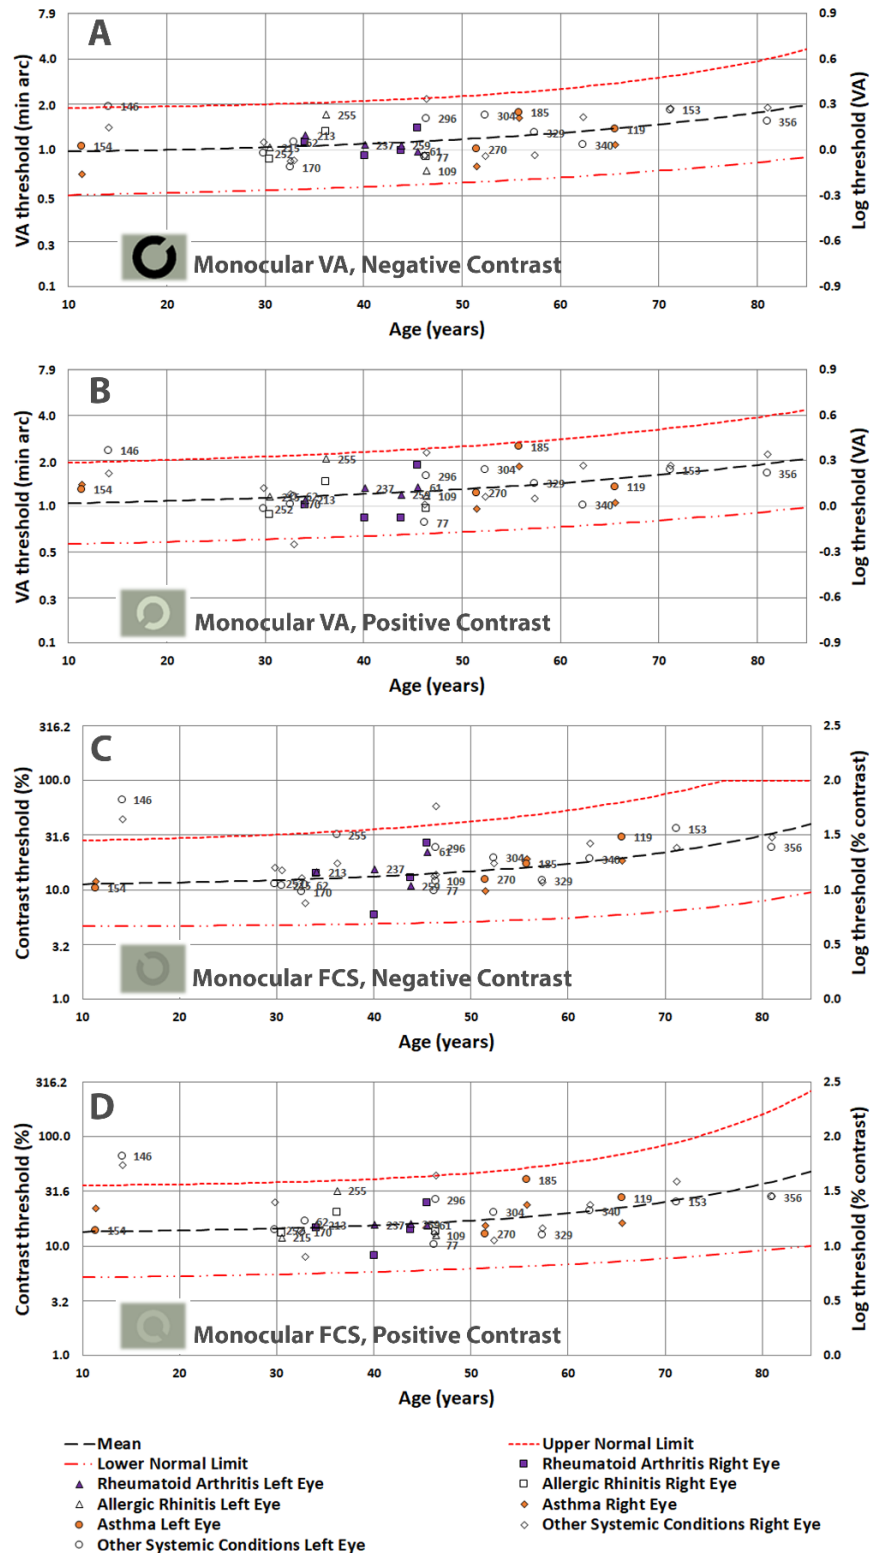 A
7.9 0.9
4.0 0.6
2.0 0.3
1.0 0.0
0.5 -0.3
0.3 -0.6
0.1 -0.9
VA threshold (min arc)
Log threshold (VA)
146 255 296 304 185 153
154 213 62 215 252 170 237 259 61 77 109 270 329 340 119 356
Monocular VA, Negative Contrast
10 20 30 40 50 60 70 80
Age (years)
B
7.9 0.9
4.0 0.6
2.0 0.3
1.0 0.0
0.5 -0.3
0.3 -0.6
0.1 -0.9
VA threshold (min arc)
Log threshold (VA)
146 255 296 304 185 153
154 252 62 213 237 61 109 77 270 329 340 119 356
Monocular VA, Positive Contrast
10 20 30 40 50 60 70 80
Age (years)
C
316.2 2.5
100.0 2.0
31.6 1.5
10.0 1.0
3.2 0.5
1.0 0.0
Contrast threshold (%)
Log threshold (% contrast)
146 255 296 304 185 119 153
154 213 62 170 237 61 259 109 77 270 329 340 356
Monocular FCS, Negative Contrast
10 20 30 40 50 60 70 80
Age (years)
D
316.2 2.5
100.0 2.0
31.6 1.5
10.0 1.0
3.2 0.5
1.0 0.0
Contrast threshold (%)
Log threshold (% contrast)
146 255 296 304 185 119 153
154 62 213 170 215 237 61 109 77 270 329 340 356
Monocular FCS, Positive Contrast
10 20 30 40 50 60 70 80
Age (years)
Mean
Upper Normal Limit
Lower Normal Limit
Rheumatoid Arthritis Right Eye
Rheumatoid Arthritis Left Eye
Allergic Rhinitis Right Eye
Allergic Rhinitis Left Eye
Asthma Right Eye
Asthma Left Eye
Other Systemic Conditions Right Eye
Other Systemic Conditions Left Eye